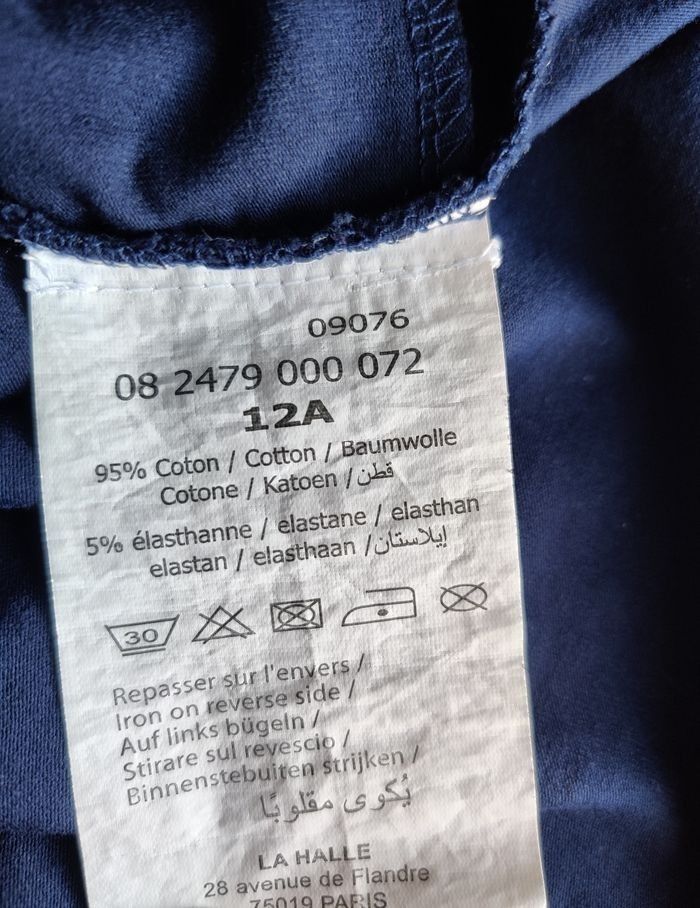 09076
08 2479 000 072
12A
95% Coton / Cotton / Baumwolle
Cotone / Katoen / قطن
5% élasthanne / elastane / elasthan
elastan / elasthaan / إيلاستان
30
Repasser sur l'envers /
Iron on reverse side /
Auf links bügeln /
Stirare sul revescio /
Binnenstebuiten strijken /
يُكوى مقلوبًا
LA HALLE
28 avenue de Flandre
75019 PARIS